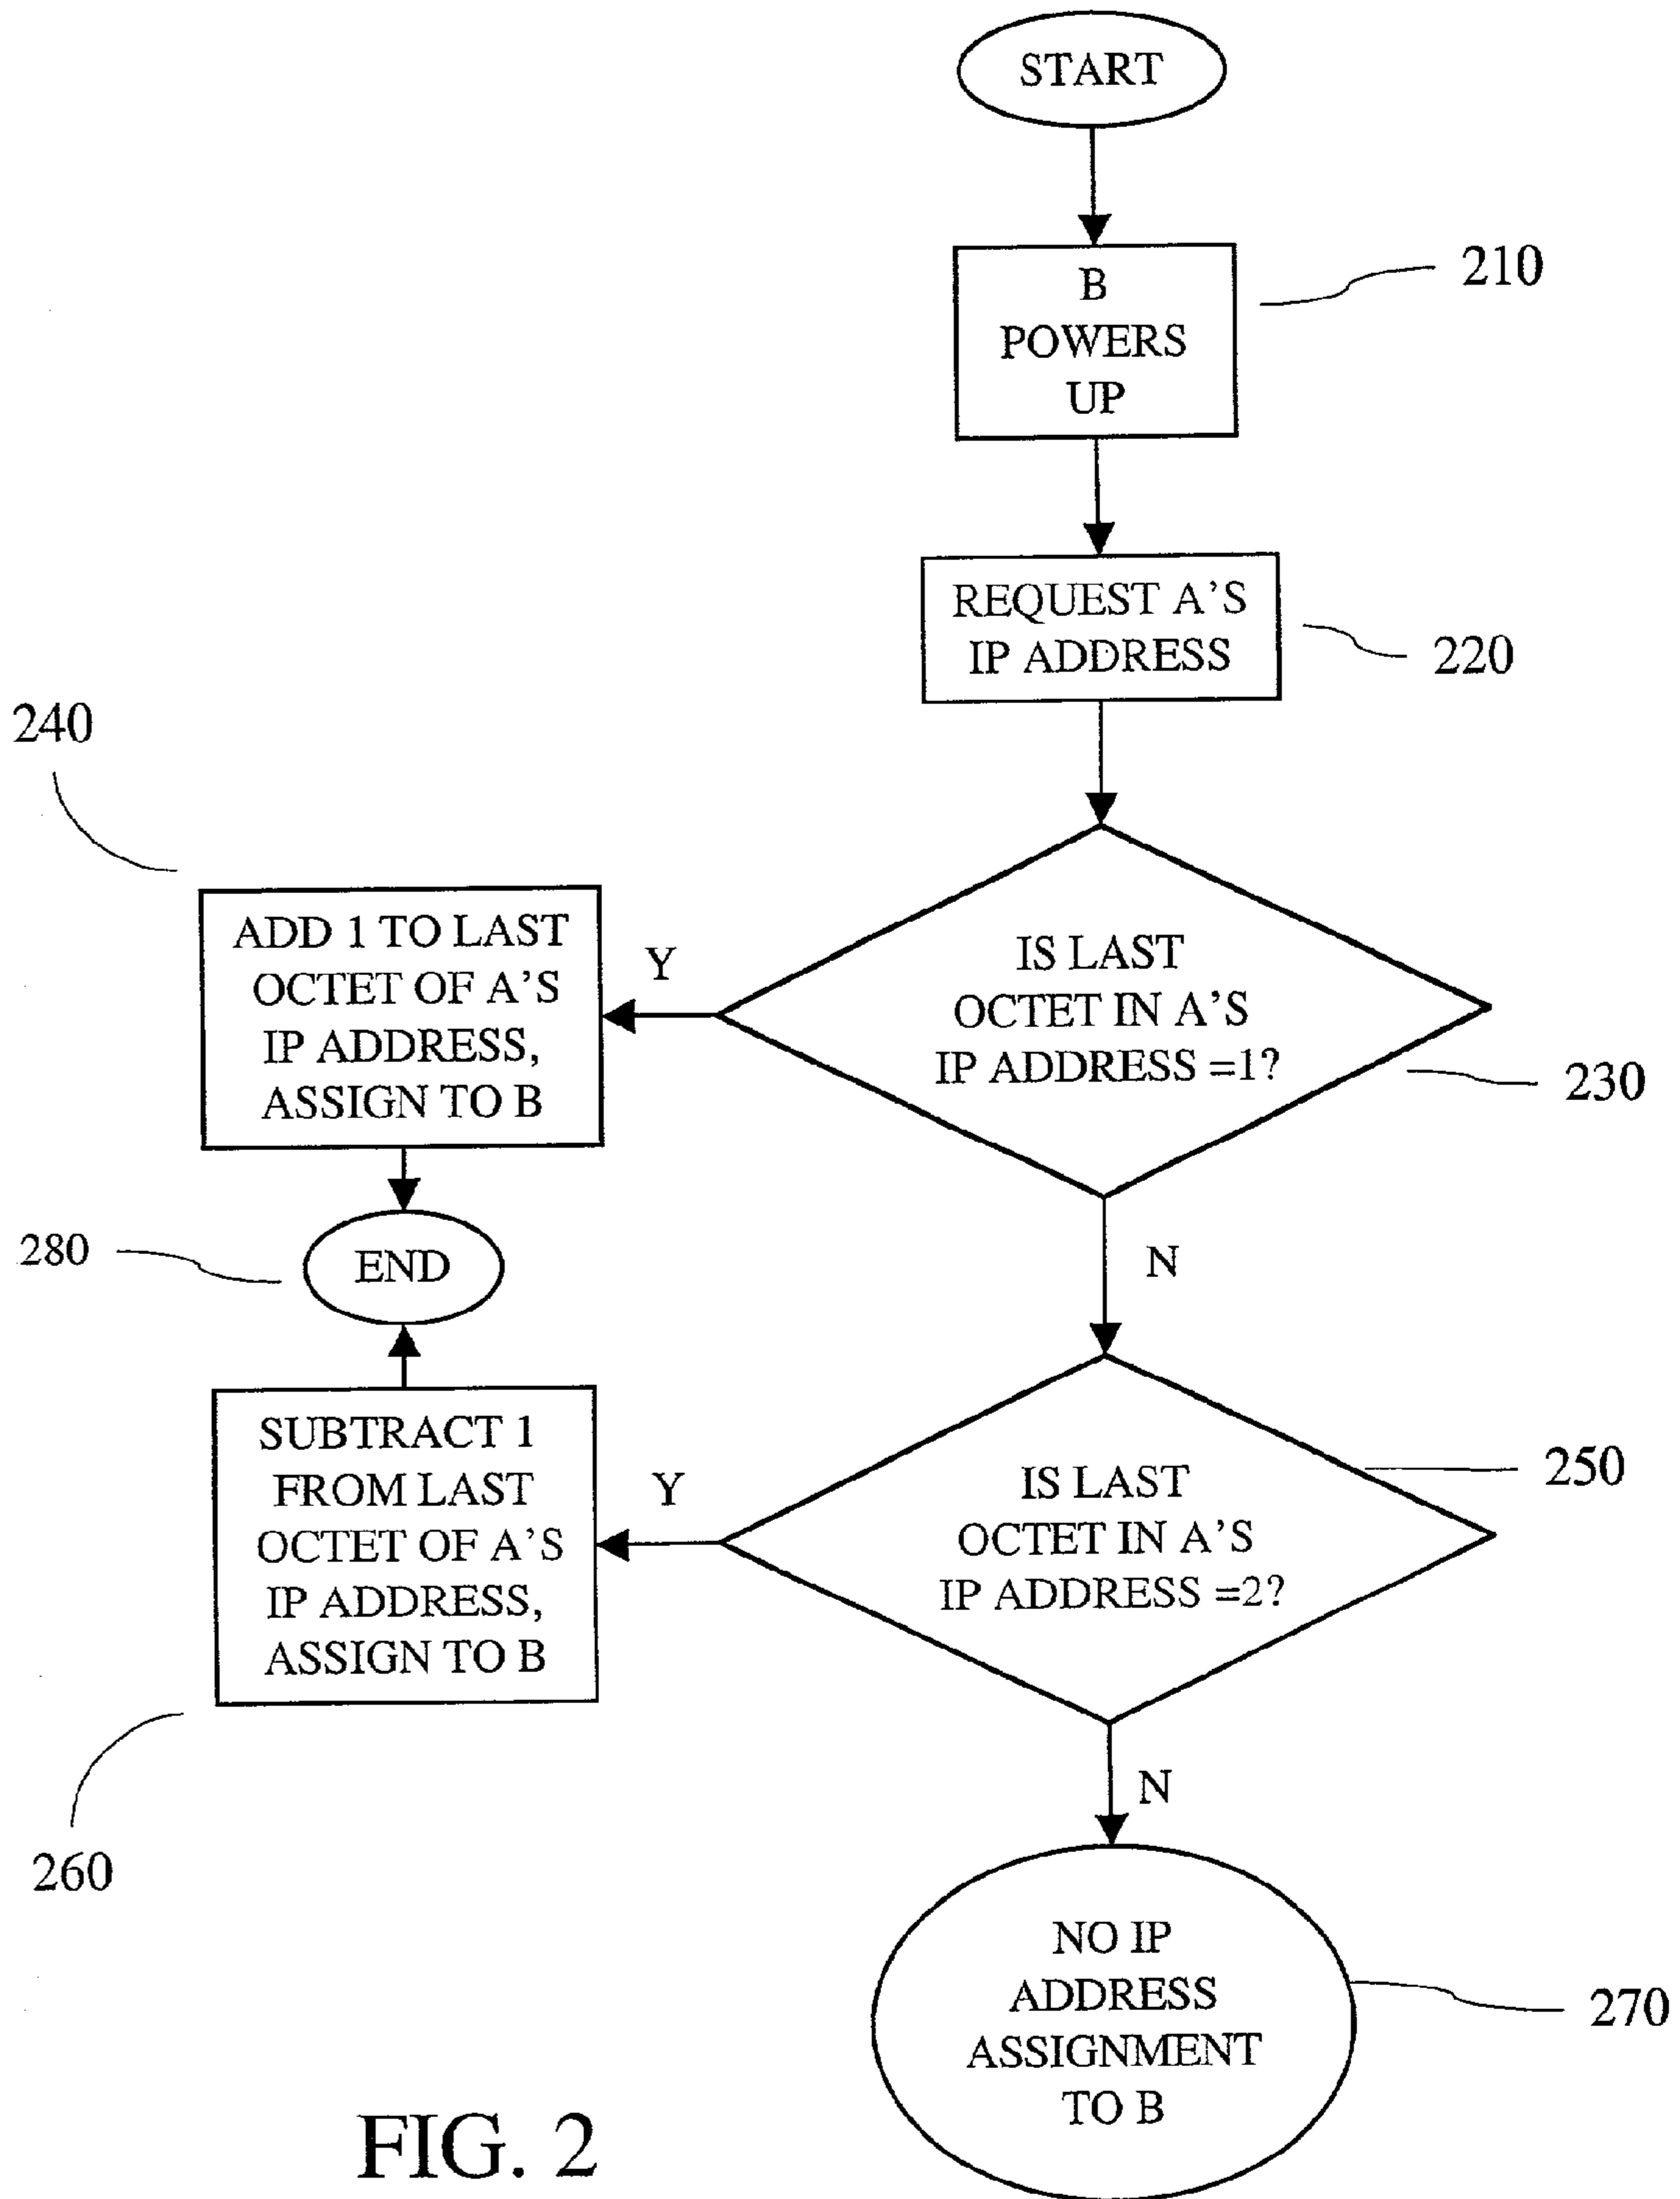 START
B
POWERS
UP
210
REQUEST A'S
IP ADDRESS
220
IS LAST
OCTET IN A'S
IP ADDRESS =1?
230
Y
240
ADD 1 TO LAST
OCTET OF A'S
IP ADDRESS,
ASSIGN TO B
280
END
N
IS LAST
OCTET IN A'S
IP ADDRESS =2?
250
Y
SUBTRACT 1
FROM LAST
OCTET OF A'S
IP ADDRESS,
ASSIGN TO B
260
N
NO IP
ADDRESS
ASSIGNMENT
TO B
270
FIG. 2